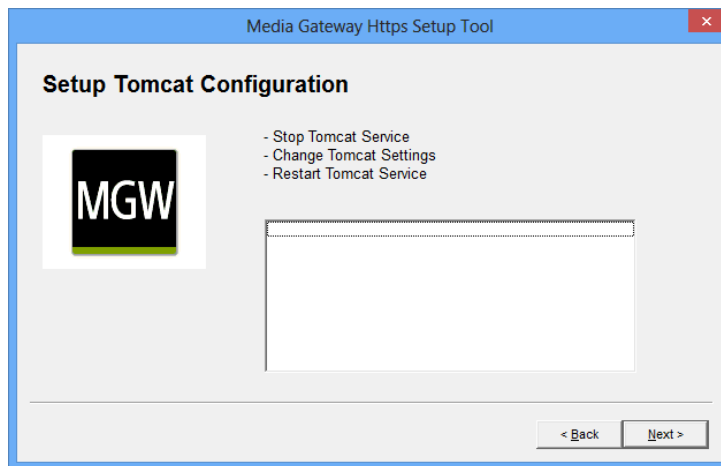 Media Gateway Https Setup Tool
Setup Tomcat Configuration
- Stop Tomcat Service
- Change Tomcat Settings
- Restart Tomcat Service
MGW
< Back
Next >